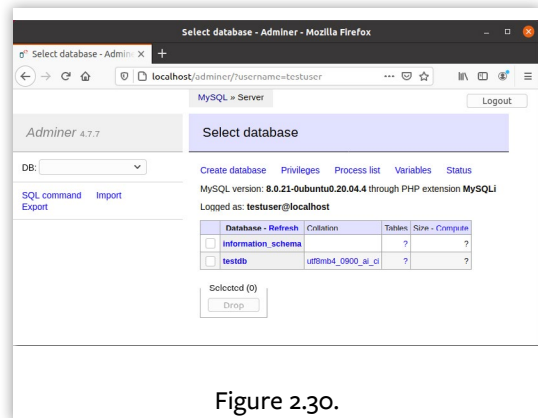 Select database - Adminer - Mozilla Firefox
Select database - Admin
localhost/adminer/?username=testuser
MySQL » Server
Logout
Adminer 4.7.7
Select database
DB:
SQL command Import
Export
Create database Privileges Process list Variables Status
MySQL version: 8.0.21-0ubuntu0.20.04.4 through PHP extension MySQLi
Logged as: testuser@localhost
Database - Refresh Collation Tables Size - Compute
information_schema ? ?
testdb utf8mb4_0900_ai_ci ? ?
Selected (0)
Drop
Figure 2.30.